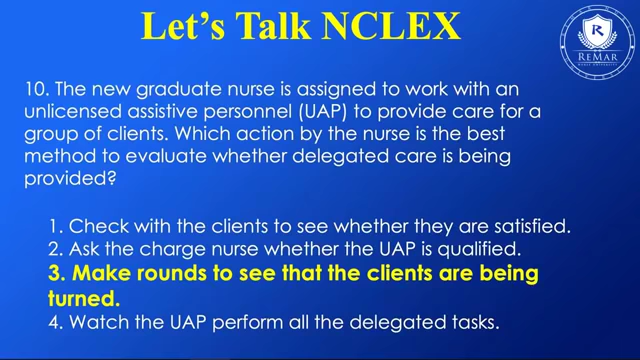 Let's Talk NCLEX
R
REMAR
NURSE UNIVERSITY
10. The new graduate nurse is assigned to work with an
unlicensed assistive personnel (UAP) to provide care for a
group of clients. Which action by the nurse is the best
method to evaluate whether delegated care is being
provided?
1. Check with the clients to see whether they are satisfied.
2. Ask the charge nurse whether the UAP is qualified.
3. Make rounds to see that the clients are being
turned.
4. Watch the UAP perform all the delegated tasks.